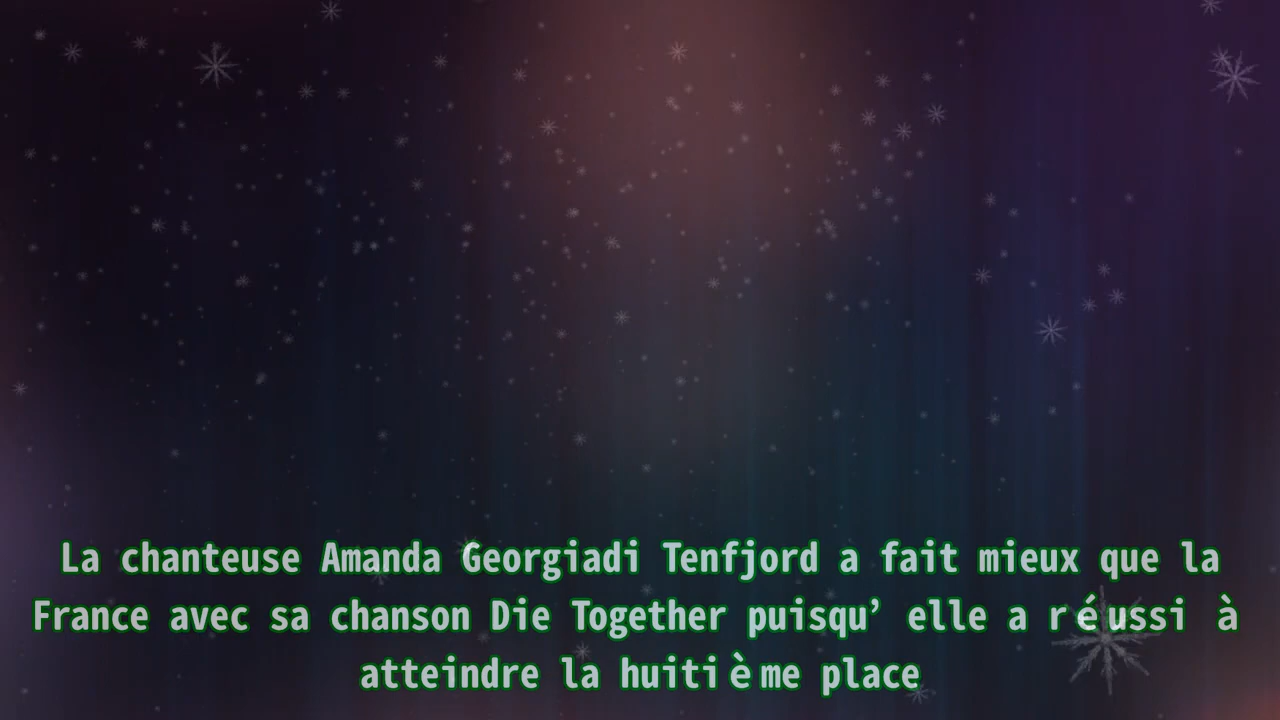 La chanteuse Amanda Georgiadi Tenfjord a fait mieux que la
France avec sa chanson Die Together puisqu’ elle a réussi à
atteindre la huitième place